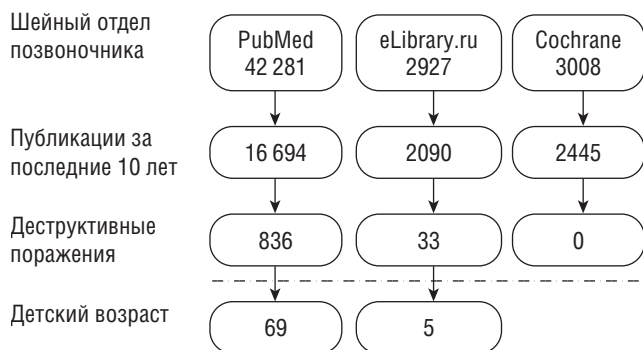 Шейный отдел
позвоночника
PubMed
42 281
eLibrary.ru
2927
Cochrane
3008
Публикации за
последние 10 лет
16 694
2090
2445
Деструктивные
поражения
836
33
0
Детский возраст
69
5